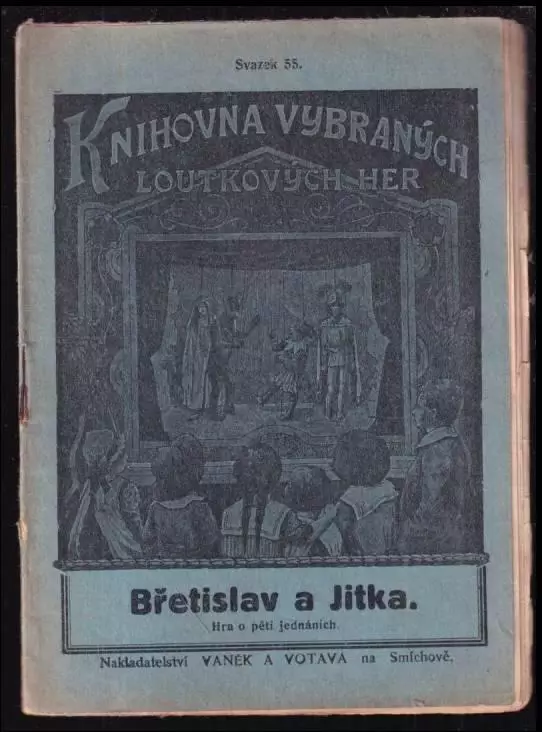 Svazek 55.
KNIHOVNA VYBRANÝCH
LOUTKOVÝCH HER
Břetislav a Jitka.
Hra o pěti jednáních.
Nakladatelství VANĚK A VOTAVA na Smíchově.